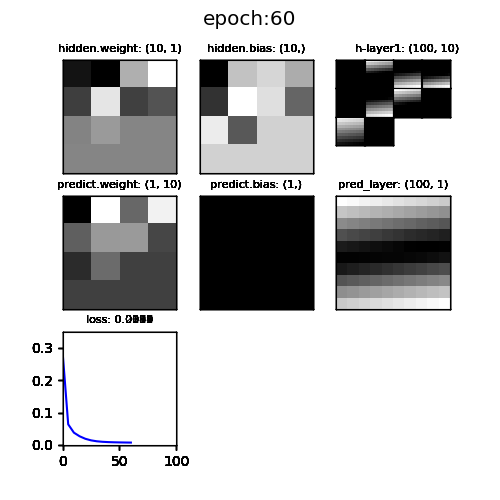 epoch:60
hidden.weight: (10, 1)
hidden.bias: (10,)
h-layer1: (100, 10)
predict.weight: (1, 10)
predict.bias: (1,)
pred_layer: (100, 1)
loss:
0.3
0.2
0.1
0.0
0 50 100